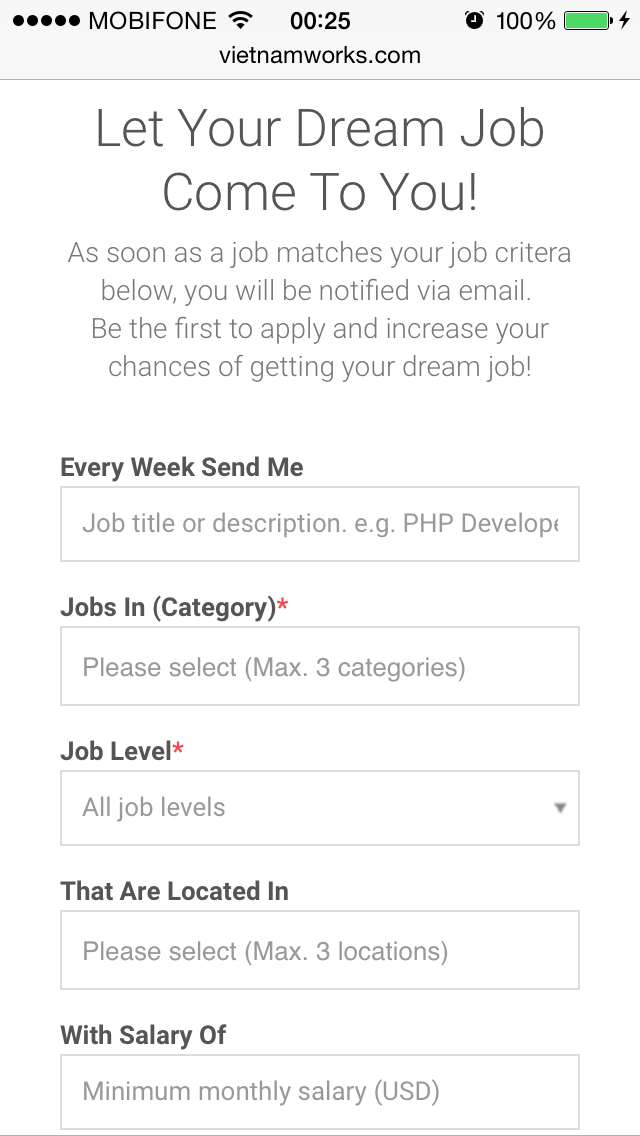 MOBIFONE 00:25 100%
vietnamworks.com
Let Your Dream Job
Come To You!
As soon as a job matches your job critera
below, you will be notified via email.
Be the first to apply and increase your
chances of getting your dream job!
Every Week Send Me
Job title or description. e.g. PHP Develope
Jobs In (Category)*
Please select (Max. 3 categories)
Job Level*
All job levels
That Are Located In
Please select (Max. 3 locations)
With Salary Of
Minimum monthly salary (USD)